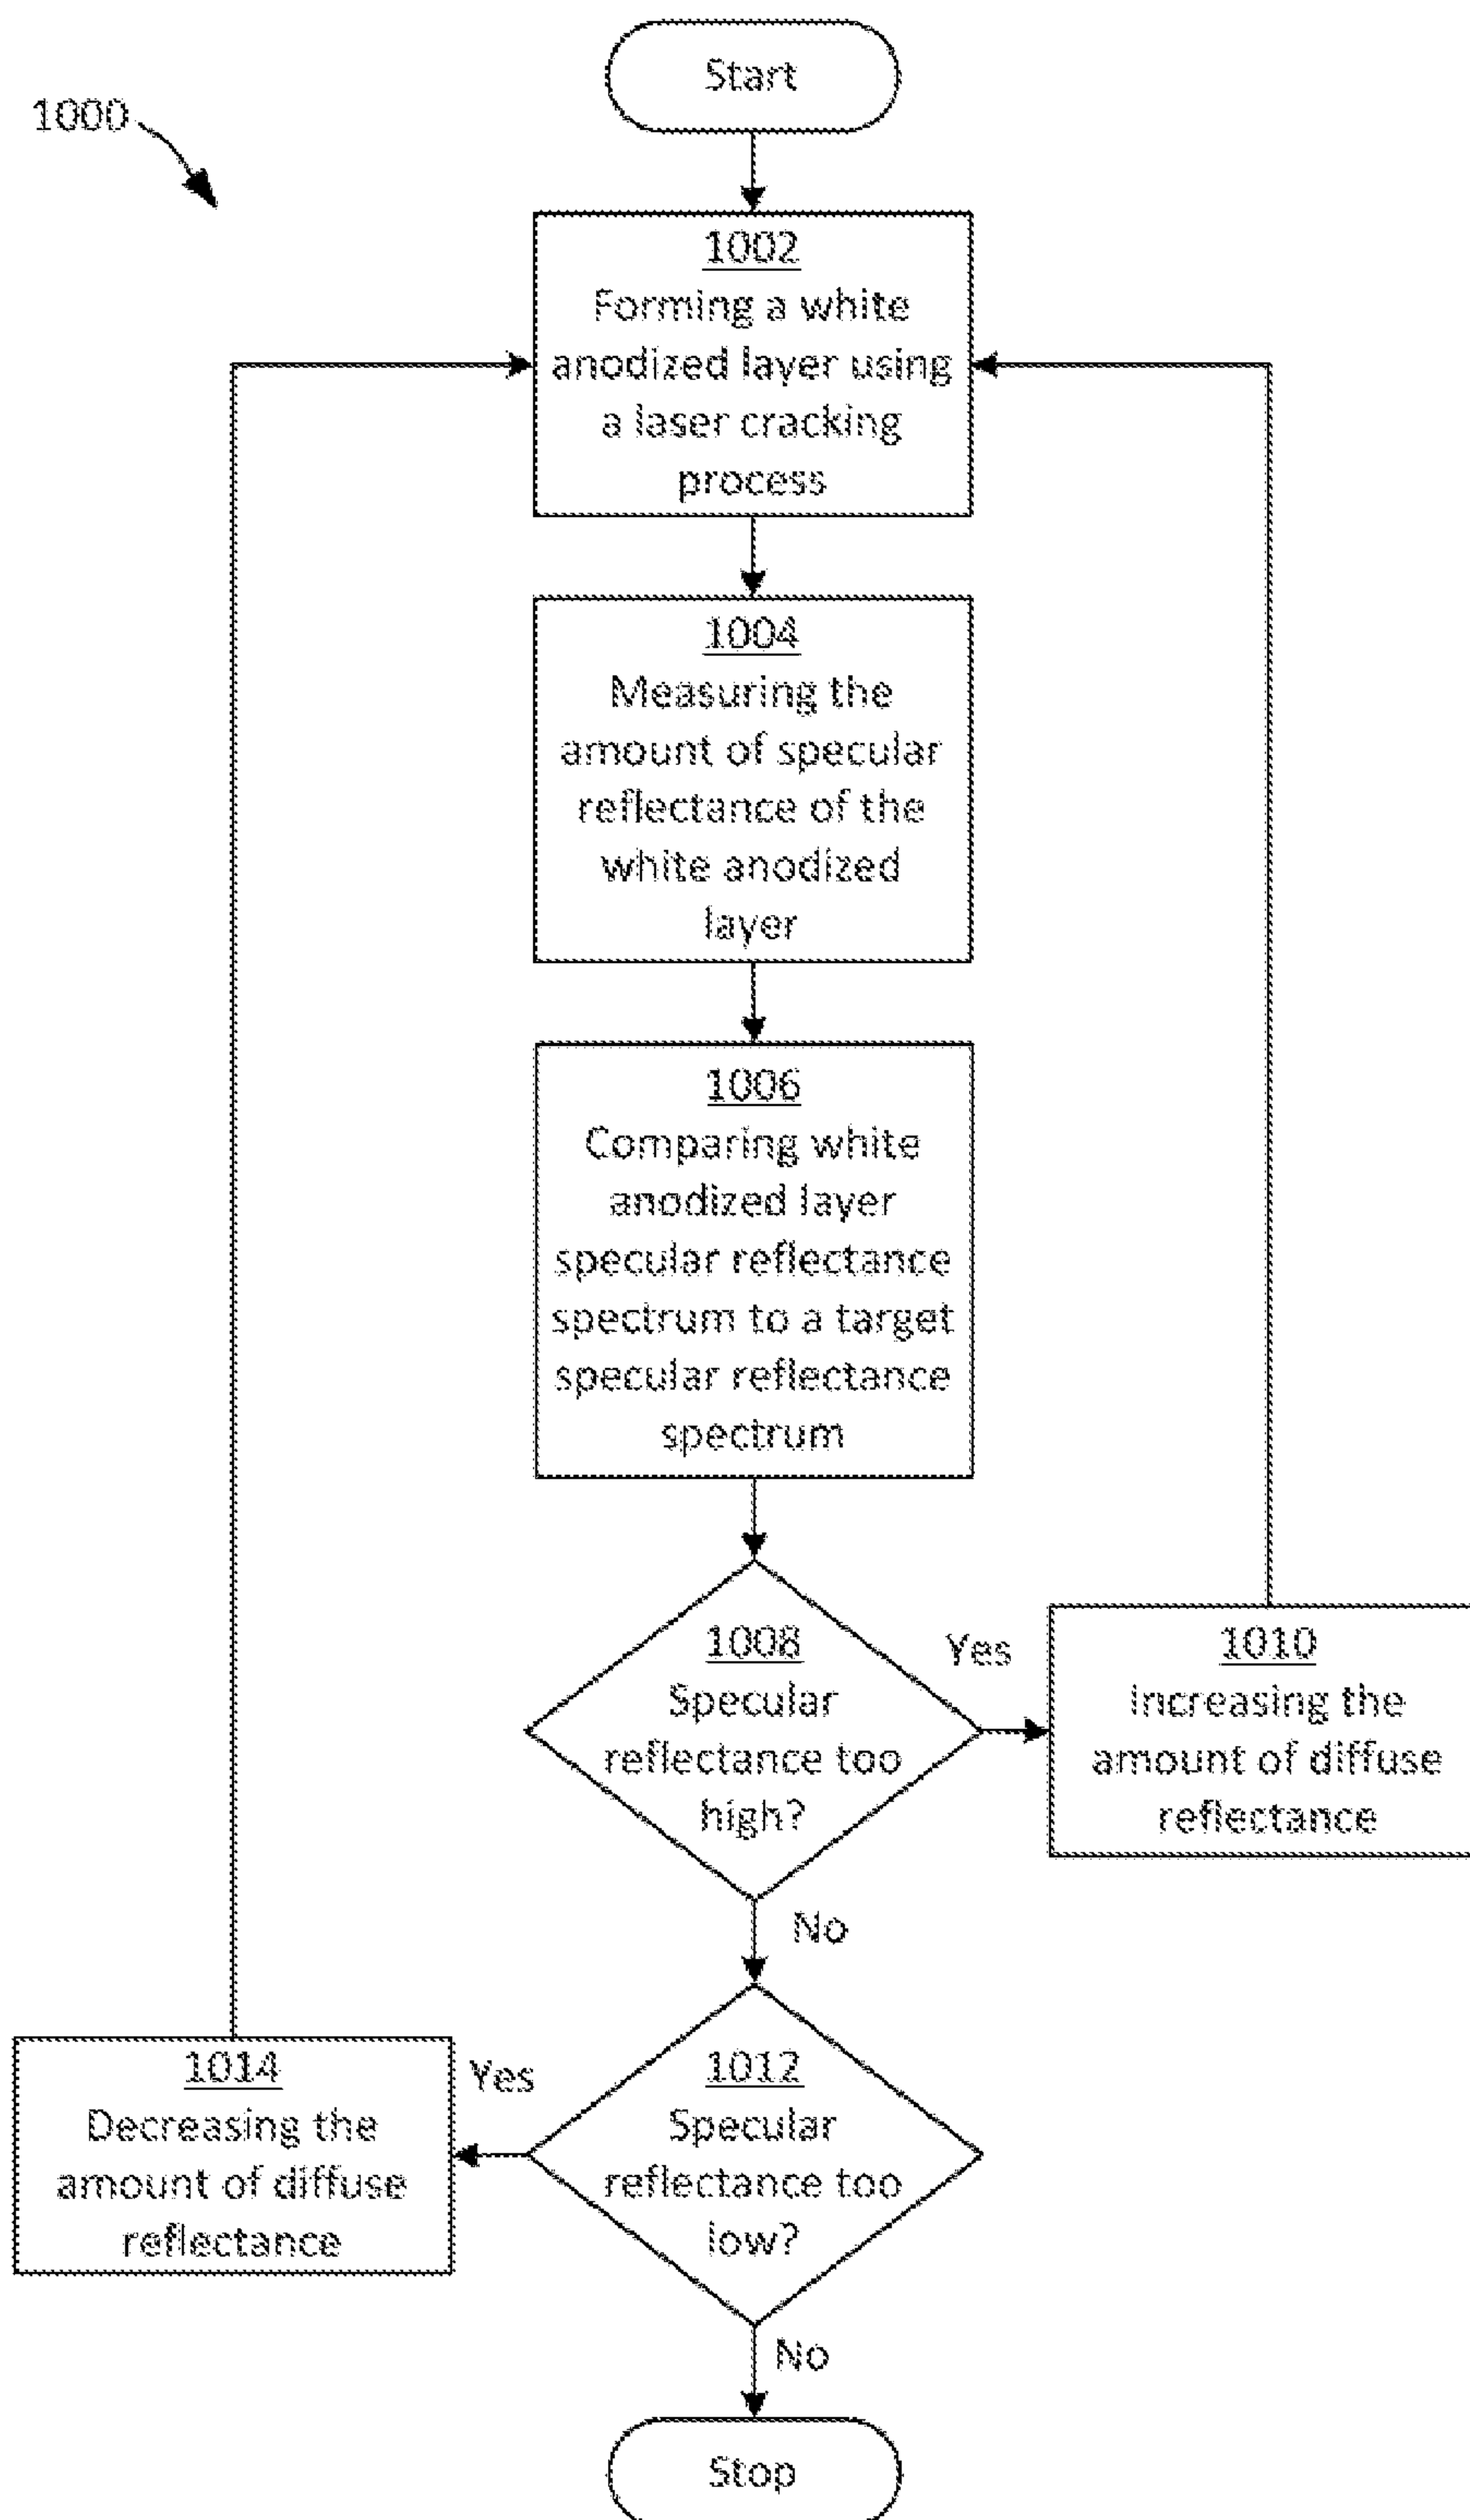 Start
1000
1002
Forming a white
anodized layer using
a laser cracking
process
1004
Measuring the
amount of specular
reflectance of the
white anodized
layer
1006
Comparing white
anodized layer
specular reflectance
spectrum to a target
specular reflectance
spectrum
1008
Specular
reflectance too
high?
Yes
1010
Increasing the
amount of diffuse
reflectance
No
1012
Specular
reflectance too
low?
Yes
1014
Decreasing the
amount of diffuse
reflectance
No
Stop